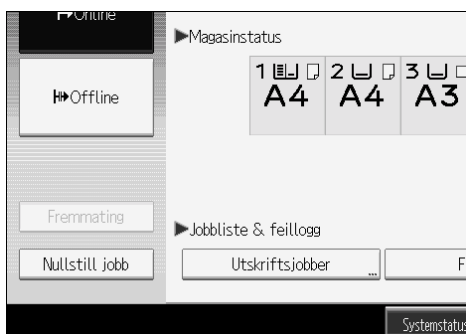 Online
▶Magasinstatus
1 2 3
A4 A4 A3
Offline
Fremmating
▶Jobbliste & feillogg
Nullstill jobb
Utskriftsjobber ...
F
Systemstatus